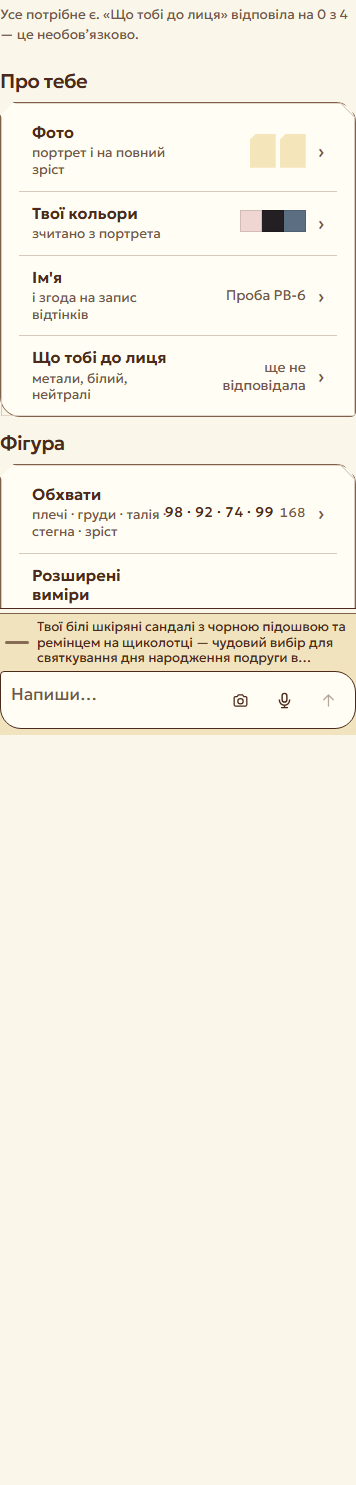 Усе потрібне є. «Що тобі до лиця» відповіла на 0 з 4
— це необов’язково.
Про тебе
Фото
портрет і на повний
зріст
Твої кольори
зчитано з портрета
Ім'я
і згода на запис
відтінків
Проба РВ-6
Що тобі до лиця
метали, білий,
нейтралі
ще не
відповідала
Фігура
Обхвати
плечі · груди · талія ·
стегна · зріст
98 · 92 · 74 · 99 168
Розширені
виміри
Твої білі шкіряні сандалі з чорною підошвою та
ремінцем на щиколотці — чудовий вибір для
святкування дня народження подруги в…
Напиши…